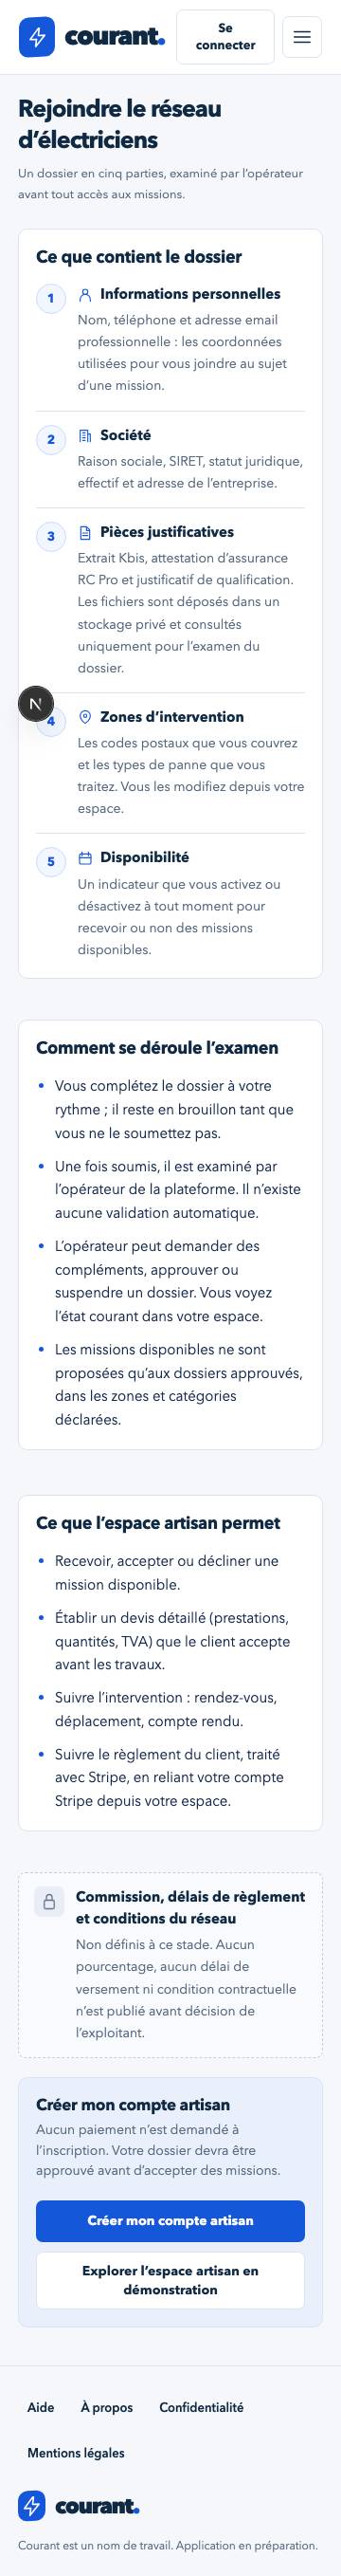 courant.
Se
connecter
Rejoindre le réseau
d’électriciens
Un dossier en cinq parties, examiné par l’opérateur
avant tout accès aux missions.
Ce que contient le dossier
1 Informations personnelles
Nom, téléphone et adresse email
professionnelle : les coordonnées
utilisées pour vous joindre au sujet
d’une mission.
2 Société
Raison sociale, SIRET, statut juridique,
effectif et adresse de l’entreprise.
3 Pièces justificatives
Extrait Kbis, attestation d’assurance
RC Pro et justificatif de qualification.
Les fichiers sont déposés dans un
stockage privé et consultés
uniquement pour l’examen du
dossier.
N
4 Zones d’intervention
Les codes postaux que vous couvrez
et les types de panne que vous
traitez. Vous les modifiez depuis votre
espace.
5 Disponibilité
Un indicateur que vous activez ou
désactivez à tout moment pour
recevoir ou non des missions
disponibles.
Comment se déroule l’examen
• Vous complétez le dossier à votre
rythme ; il reste en brouillon tant que
vous ne le soumettez pas.
• Une fois soumis, il est examiné par
l’opérateur de la plateforme. Il n’existe
aucune validation automatique.
• L’opérateur peut demander des
compléments, approuver ou
suspendre un dossier. Vous voyez
l’état courant dans votre espace.
• Les missions disponibles ne sont
proposées qu’aux dossiers approuvés,
dans les zones et catégories
déclarées.
Ce que l’espace artisan permet
• Recevoir, accepter ou décliner une
mission disponible.
• Établir un devis détaillé (prestations,
quantités, TVA) que le client accepte
avant les travaux.
• Suivre l’intervention : rendez-vous,
déplacement, compte rendu.
• Suivre le règlement du client, traité
avec Stripe, en reliant votre compte
Stripe depuis votre espace.
Commission, délais de règlement
et conditions du réseau
Non définis à ce stade. Aucun
pourcentage, aucun délai de
versement ni condition contractuelle
n’est publié avant décision de
l’exploitant.
Créer mon compte artisan
Aucun paiement n’est demandé à
l’inscription. Votre dossier devra être
approuvé avant d’accepter des missions.
Créer mon compte artisan
Explorer l’espace artisan en
démonstration
Aide À propos Confidentialité
Mentions légales
courant.
Courant est un nom de travail. Application en préparation.